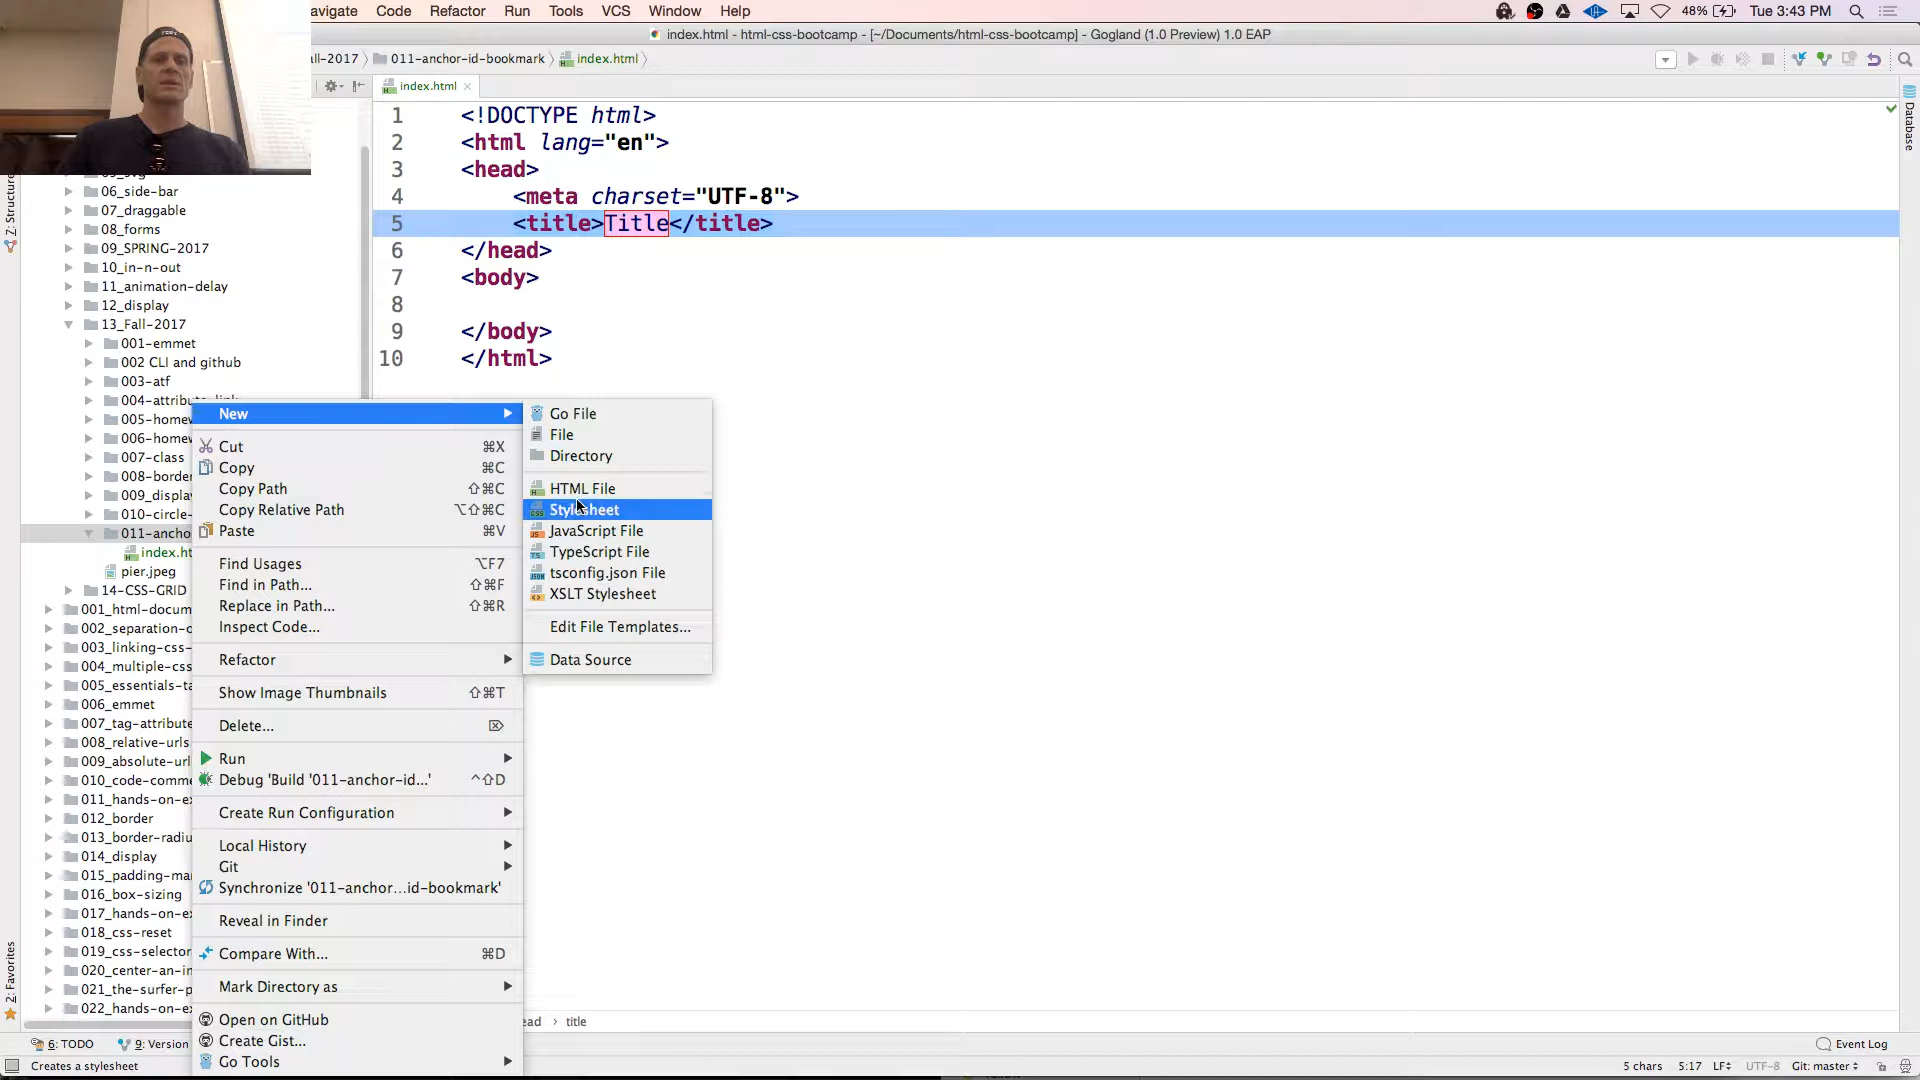 avigate Code Refactor Run Tools VCS Window Help 48% Tue 3:43 PM
index.html - html-css-bootcamp - [~/Documents/html-css-bootcamp] - Gogland (1.0 Preview) 1.0 EAP
ll-2017 011-anchor-id-bookmark index.html
index.html
1 <!DOCTYPE html>
2 <html lang="en">
3 <head>
4 <meta charset="UTF-8">
5 <title>Title</title>
6 </head>
7 <body>
8
9 </body>
10 </html>
Database
Z: Structure
06_side-bar
07_draggable
08_forms
09_SPRING-2017
10_in-n-out
11_animation-delay
12_display
13_Fall-2017
001-emmet
002 CLI and github
003-atf
004-attribute-link
005-homew
006-homew
007-class
008-border
009_displa
010-circle-
011-ancho
index.ht
pier.jpeg
14-CSS-GRID
001_html-docum
002_separation-o
003_linking-css-
004_multiple-css
005_essentials-ta
006_emmet
007_tag-attribute
008_relative-urls
009_absolute-url
010_code-comme
011_hands-on-ex
012_border
013_border-radiu
014_display
015_padding-mar
016_box-sizing
017_hands-on-ex
018_css-reset
019_css-selector
020_center-an-in
021_the-surfer-p
022_hands-on-ex
2: Favorites
New
Cut ⌘X
Copy ⌘C
Copy Path ⇧⌘C
Copy Relative Path ⌥⇧⌘C
Paste ⌘V
Find Usages ⌥F7
Find in Path... ⇧⌘F
Replace in Path... ⇧⌘R
Inspect Code...
Refactor
Show Image Thumbnails ⇧⌘T
Delete... ⌦
Run
Debug 'Build '011-anchor-id...' ^⇧D
Create Run Configuration
Local History
Git
Synchronize '011-anchor...id-bookmark'
Reveal in Finder
Compare With... ⌘D
Mark Directory as
Open on GitHub
Create Gist...
Go Tools
Go File
File
Directory
HTML File
Stylesheet
JavaScript File
TypeScript File
tsconfig.json File
XSLT Stylesheet
Edit File Templates...
Data Source
ead › title
6: TODO 9: Version Event Log
Creates a stylesheet 5 chars 5:17 LF÷ UTF-8 Git: master